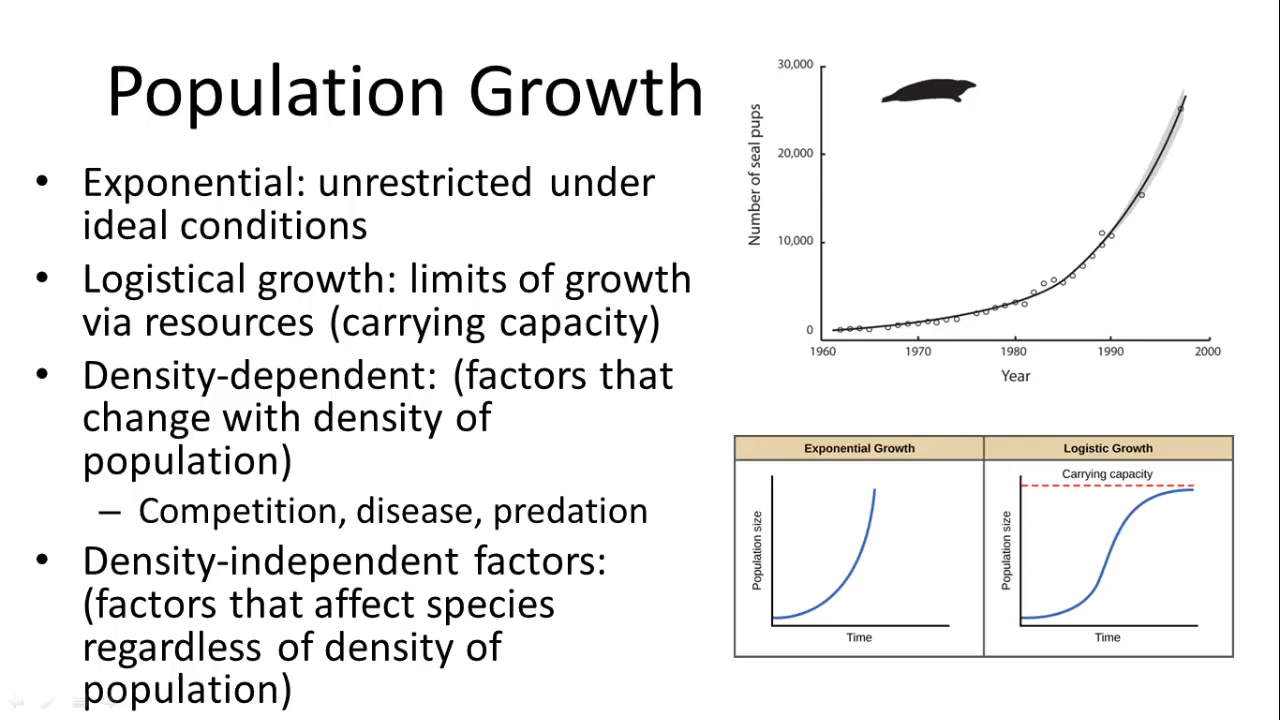 Population Growth
• Exponential: unrestricted under
ideal conditions
• Logistical growth: limits of growth
via resources (carrying capacity)
• Density-dependent: (factors that
change with density of
population)
– Competition, disease, predation
• Density-independent factors:
(factors that affect species
regardless of density of
population)
30,000
20,000
10,000
0
Number of seal pups
1960 1970 1980 1990 2000
Year
Exponential Growth
Population size
Time
Logistic Growth
Carrying capacity
Population size
Time